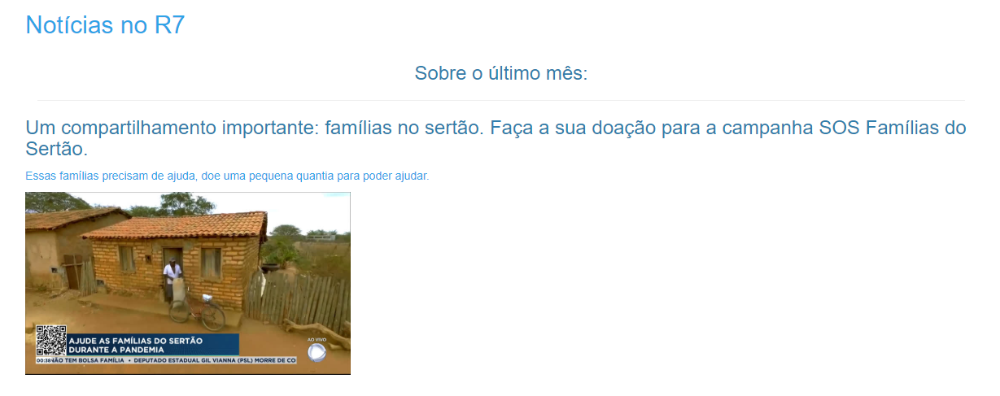 Notícias no R7
Sobre o último mês:
Um compartilhamento importante: famílias no sertão. Faça a sua doação para a campanha SOS Famílias do
Sertão.
Essas famílias precisam de ajuda, doe uma pequena quantia para poder ajudar.
AJUDE AS FAMÍLIAS DO SERTÃO
DURANTE A PANDEMIA
AO VIVO
00:38 NÃO TEM BOLSA FAMÍLIA • DEPUTADO ESTADUAL GIL VIANNA (PSL) MORRE DE CO